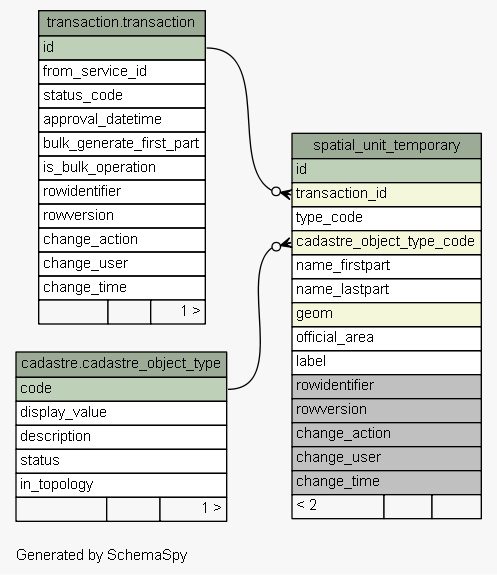 transaction.transaction
id
from_service_id
status_code
approval_datetime
bulk_generate_first_part
is_bulk_operation
rowidentifier
rowversion
change_action
change_user
change_time
1 >
spatial_unit_temporary
id
transaction_id
type_code
cadastre_object_type_code
name_firstpart
name_lastpart
geom
official_area
label
rowidentifier
rowversion
change_action
change_user
change_time
< 2
cadastre.cadastre_object_type
code
display_value
description
status
in_topology
1 >
Generated by SchemaSpy